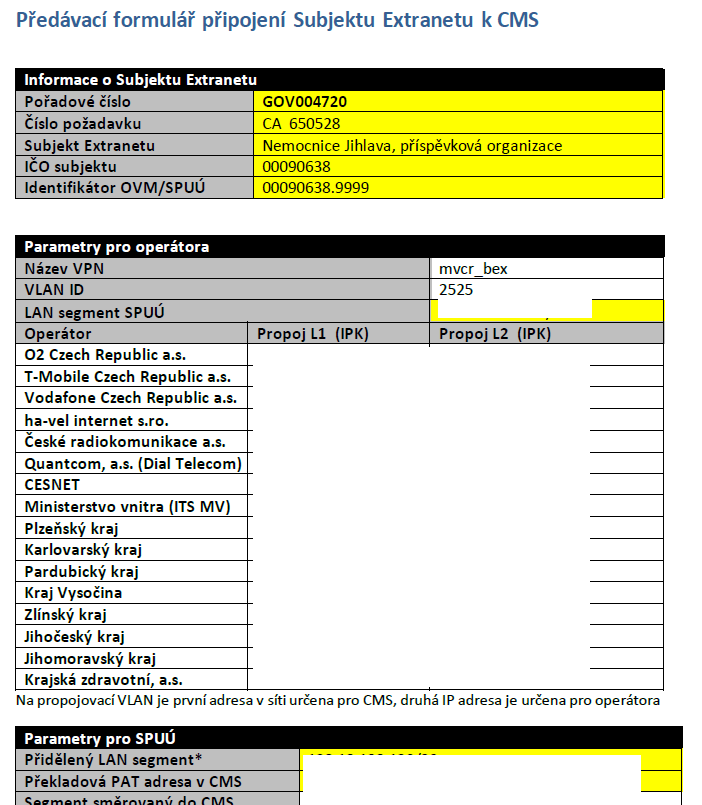 Předávací formulář připojení Subjektu Extranetu k CMS
Informace o Subjektu Extranetu
Pořadové číslo GOV004720
Číslo požadavku CA 650528
Subjekt Extranetu Nemocnice Jihlava, příspěvková organizace
IČO subjektu 00090638
Identifikátor OVM/SPUÚ 00090638.9999
Parametry pro operátora
Název VPN mvcr_bex
VLAN ID 2525
LAN segment SPUÚ
Operátor Propoj L1 (IPK) Propoj L2 (IPK)
O2 Czech Republic a.s.
T-Mobile Czech Republic a.s.
Vodafone Czech Republic a.s.
ha-vel internet s.ro.
České radiokomunikace a.s.
Quantcom, a.s. (Dial Telecom)
CESNET
Ministerstvo vnitra (ITS MV)
Plzeňský kraj
Karlovarský kraj
Pardubický kraj
Kraj Vysočina
Zlínský kraj
Jihočeský kraj
Jihomoravský kraj
Krajská zdravotní, a.s.
Na propojovací VLAN je první adresa v síti určena pro CMS, druhá IP adresa je určena pro operátora
Parametry pro SPUÚ
Přidělený LAN segment*
Překladová PAT adresa v CMS
Segment směrovaný do CMS